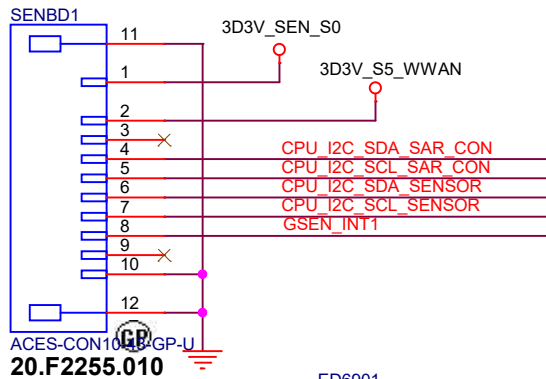 SENBD1
11
3D3V_SEN_S0
1
3D3V_S5_WWAN
2
3
4 CPU_I2C_SDA_SAR_CON
5 CPU_I2C_SCL_SAR_CON
6 CPU_I2C_SDA_SENSOR
7 CPU_I2C_SCL_SENSOR
8 GSEN_INT1
9
10
12
GP
-GP-U
20.F2255.010